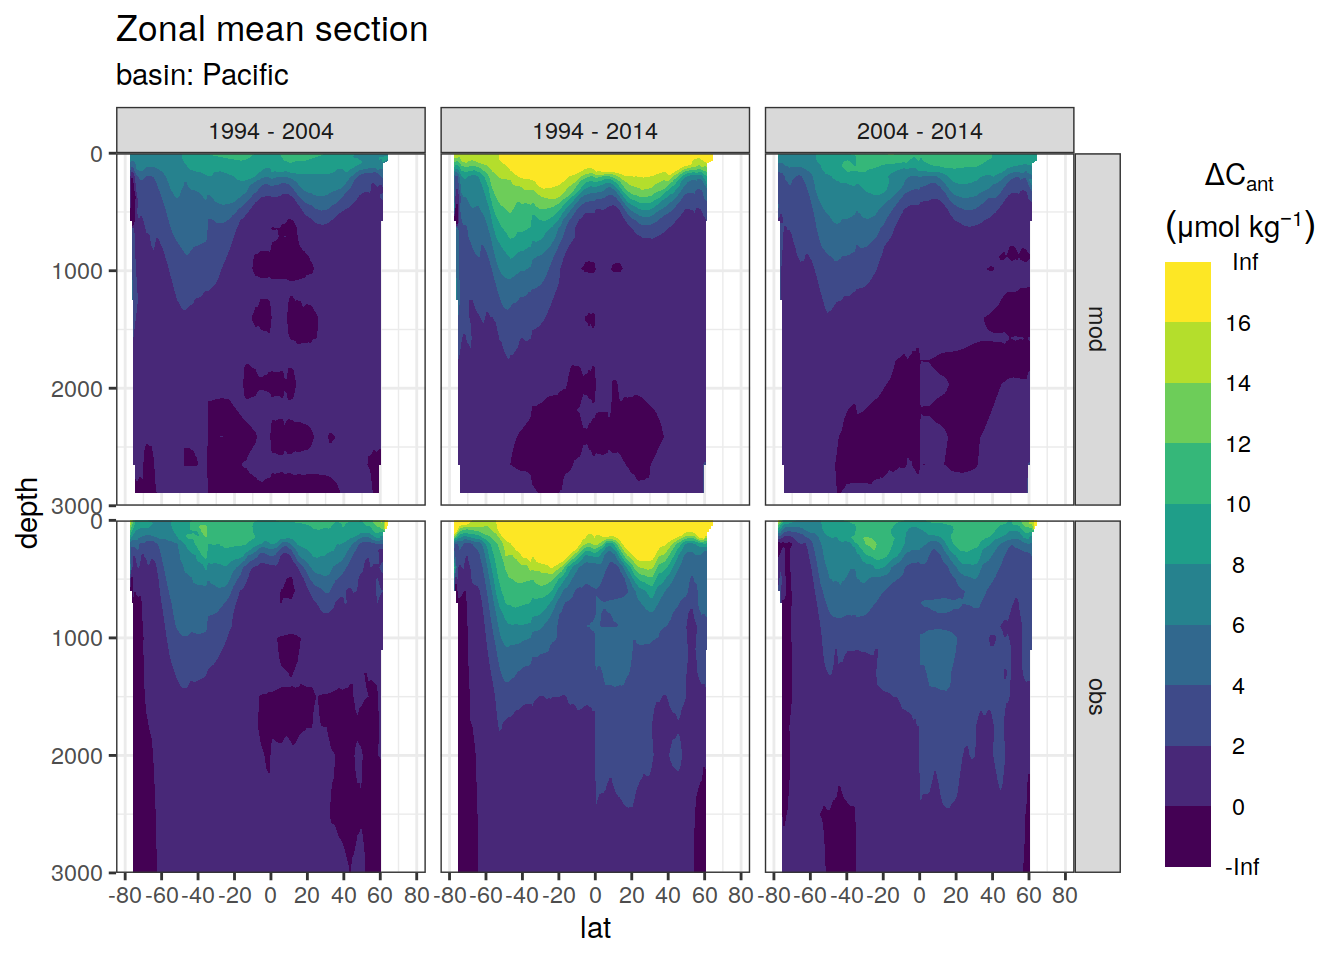 Zonal mean section
basin: Pacific
1994 - 2004
1994 - 2014
2004 - 2014
0
1000
2000
3000
mod
0
1000
2000
3000
obs
depth
-80 -60 -40 -20 0 20 40 60 80
-80 -60 -40 -20 0 20 40 60 80
-80 -60 -40 -20 0 20 40 60 80
lat
ΔCant
(μmol kg⁻¹)
Inf
16
14
12
10
8
6
4
2
0
-Inf